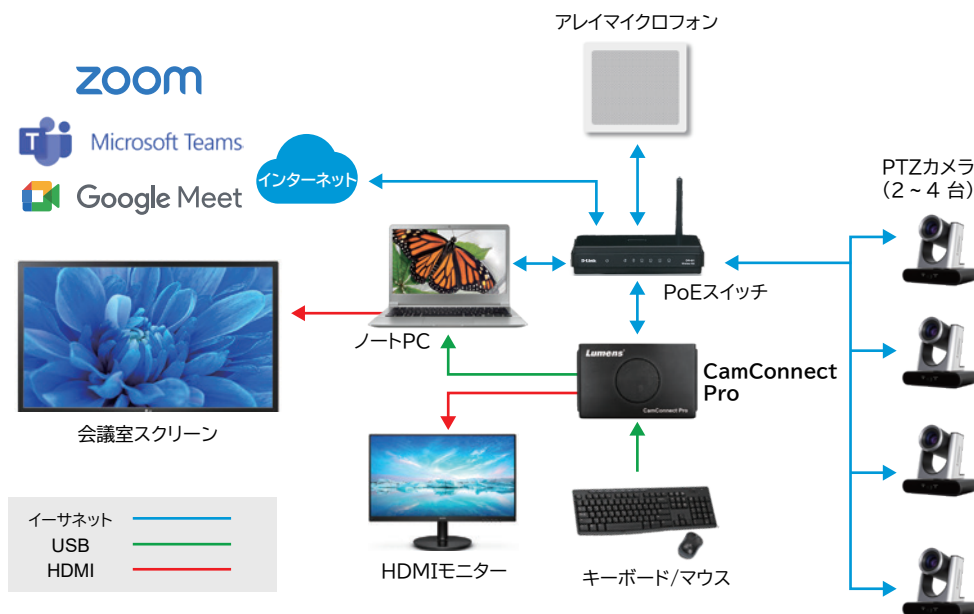 アレイマイクロフォン
zoom
Microsoft Teams
Google Meet
インターネット
PTZカメラ
（2～4 台）
D-Link
PoEスイッチ
ノートPC
Lumens
CamConnect Pro
CamConnect
Pro
会議室スクリーン
HDMIモニター
キーボード/マウス
イーサネット
USB
HDMI